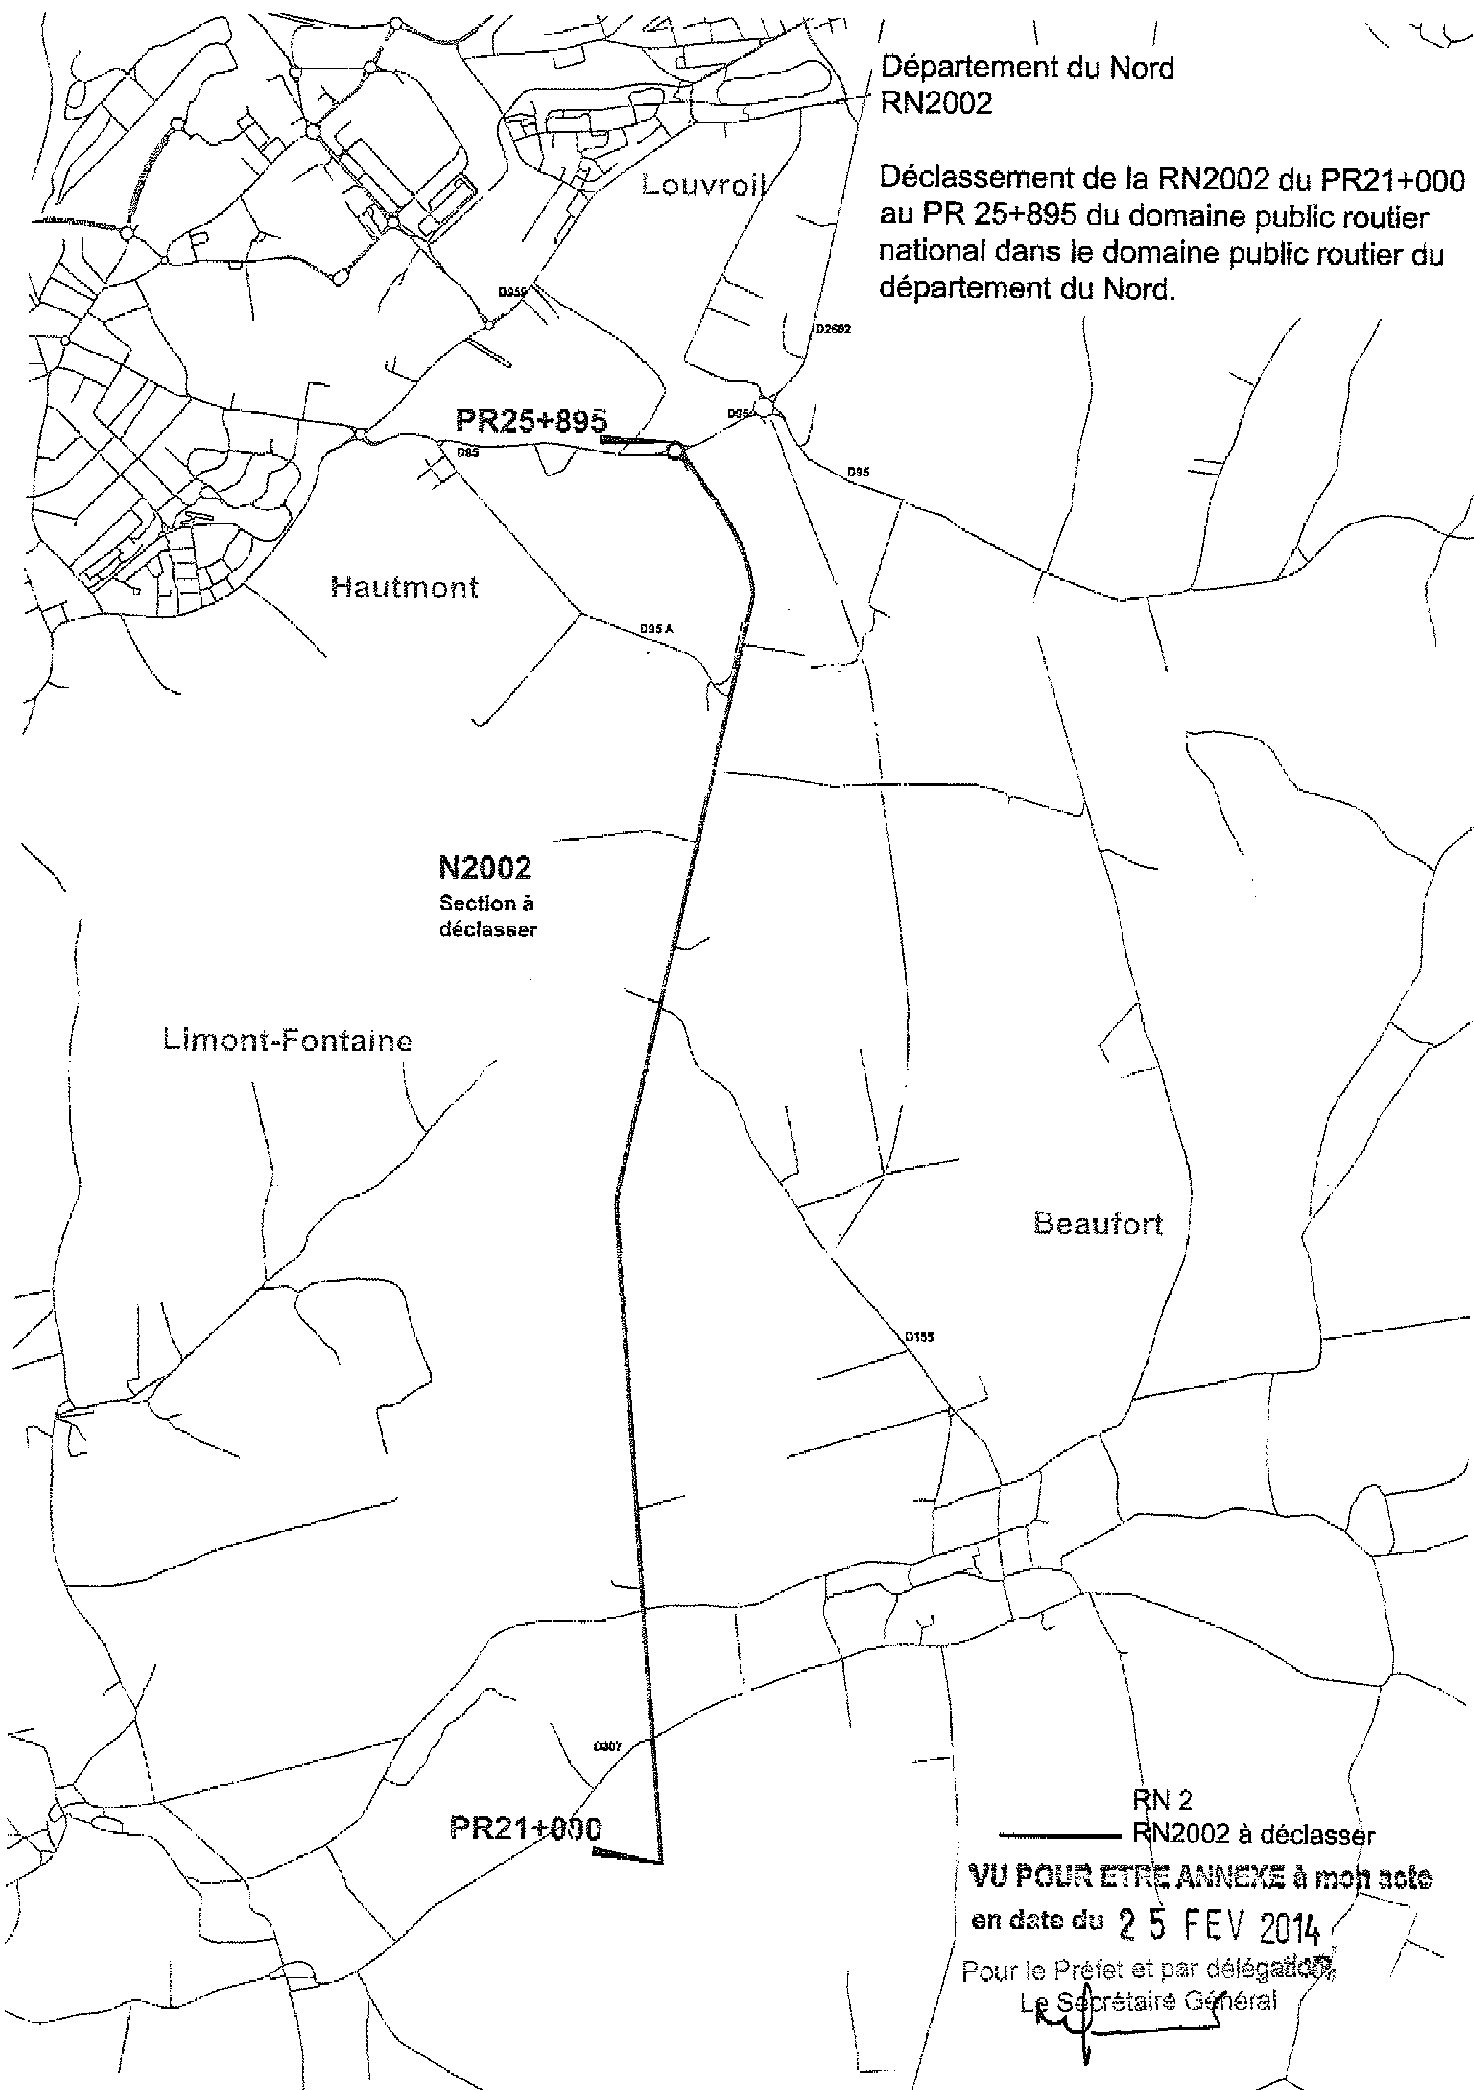 Département du Nord
RN2002
Déclassement de la RN2002 du PR21+000
au PR 25+895 du domaine public routier
national dans le domaine public routier du
département du Nord.
Louvroil
D959
D2602
PR25+895
D95
D95
D95
Hautmont
D95 A
N2002
Section à
déclasser
Limont-Fontaine
Beaufort
D155
D307
PR21+000
RN 2
RN2002 à déclasser
VU POUR ETRE ANNEXE à mon acte
en date du 25 FEV 2014
Pour le Préfet et par délégation,
Le Secrétaire Général